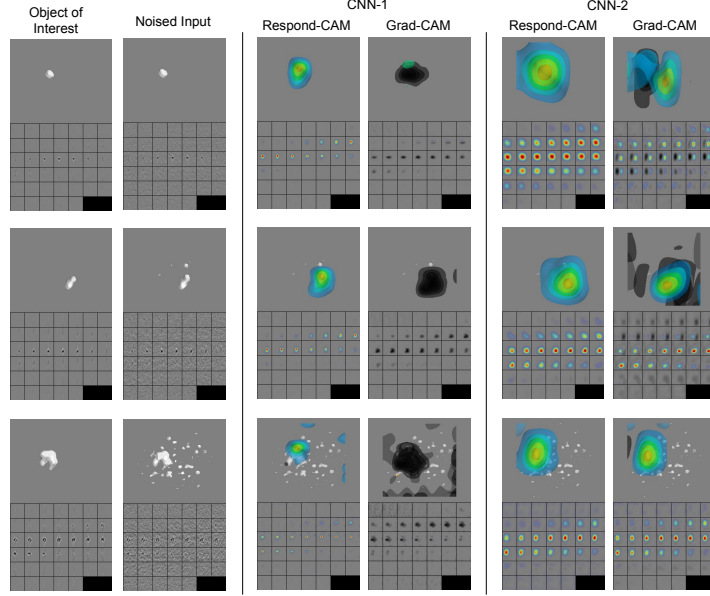 Object of
Interest
Noised Input
CNN-1
Respond-CAM
Grad-CAM
CNN-2
Respond-CAM
Grad-CAM